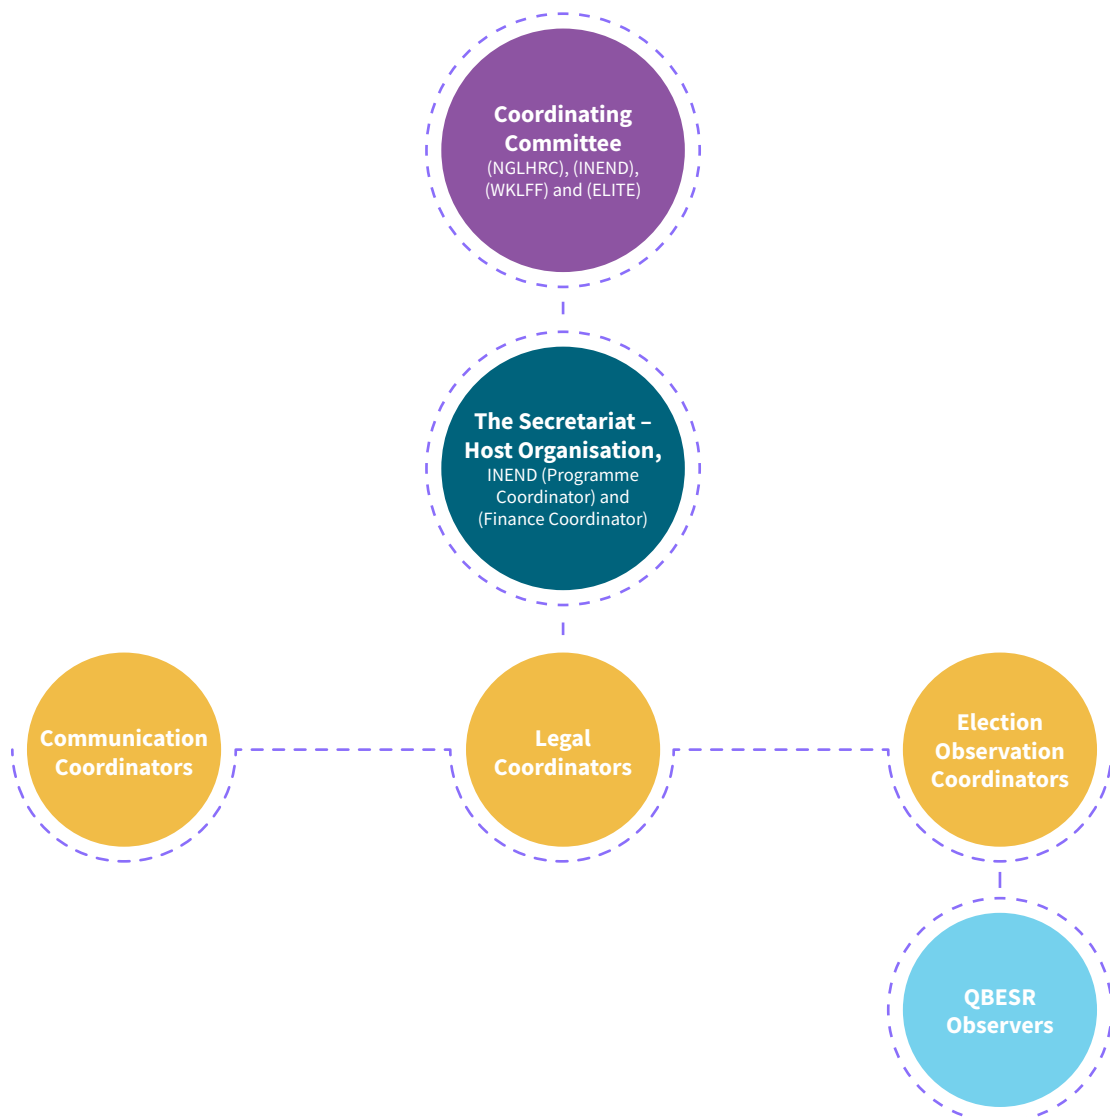 Coordinating
Committee
(NGLHRC), (INEND),
(WKLFF) and (ELITE)
The Secretariat –
Host Organisation,
INEND (Programme
Coordinator) and
(Finance Coordinator)
Communication
Coordinators
Legal
Coordinators
Election
Observation
Coordinators
QBESR
Observers